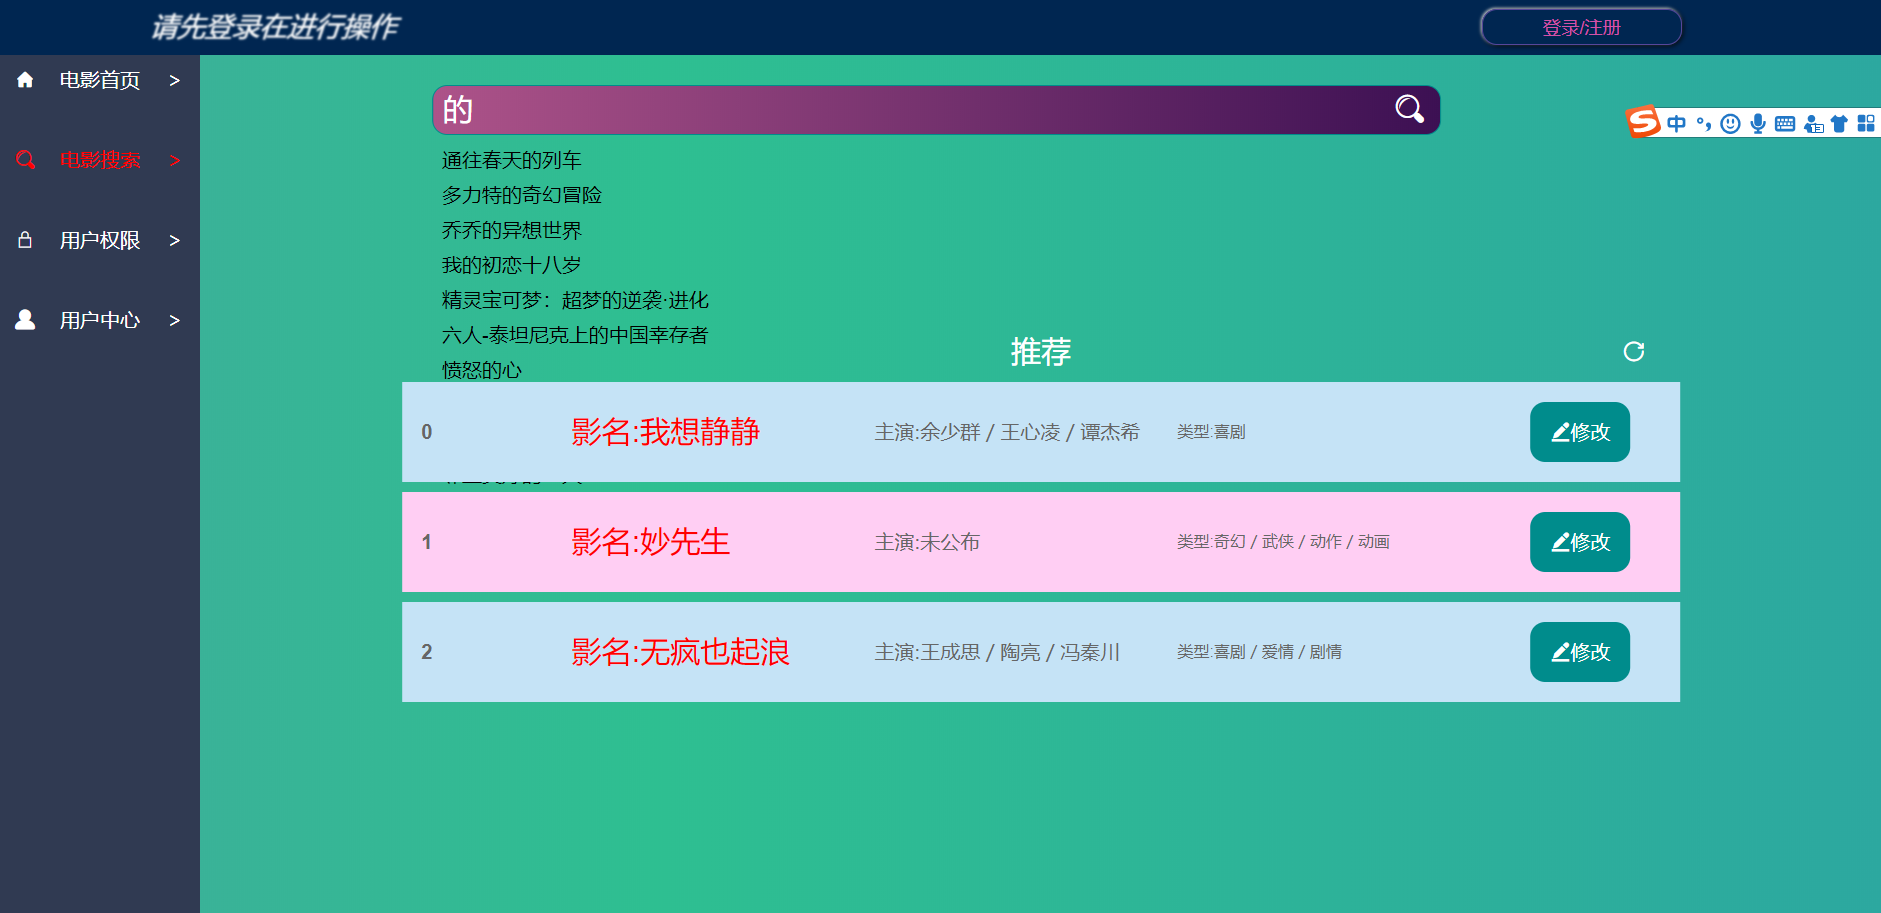 请先登录在进行操作
登录/注册
电影首页 >
电影搜索 >
用户权限 >
用户中心 >
的
中
通往春天的列车
多力特的奇幻冒险
乔乔的异想世界
我的初恋十八岁
精灵宝可梦：超梦的逆袭·进化
六人-泰坦尼克上的中国幸存者
愤怒的心
推荐
0 影名:我想静静 主演:余少群 / 王心凌 / 谭杰希 类型:喜剧 修改
1 影名:妙先生 主演:未公布 类型:奇幻 / 武侠 / 动作 / 动画 修改
2 影名:无疯也起浪 主演:王成思 / 陶亮 / 冯秦川 类型:喜剧 / 爱情 / 剧情 修改